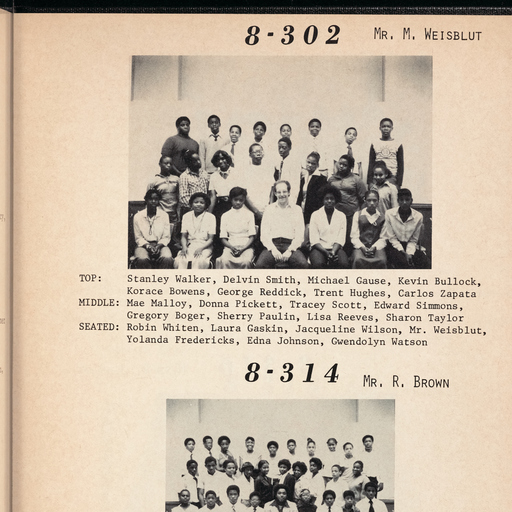 8-302 Mr. M. Weisblut
TOP: Stanley Walker, Delvin Smith, Michael Gause, Kevin Bullock,
Korace Bowens, George Reddick, Trent Hughes, Carlos Zapata
MIDDLE: Mae Malloy, Donna Pickett, Tracey Scott, Edward Simmons,
Gregory Boger, Sherry Paulin, Lisa Reeves, Sharon Taylor
SEATED: Robin Whiten, Laura Gaskin, Jacqueline Wilson, Mr. Weisblut,
Yolanda Fredericks, Edna Johnson, Gwendolyn Watson
8-314 Mr. R. Brown